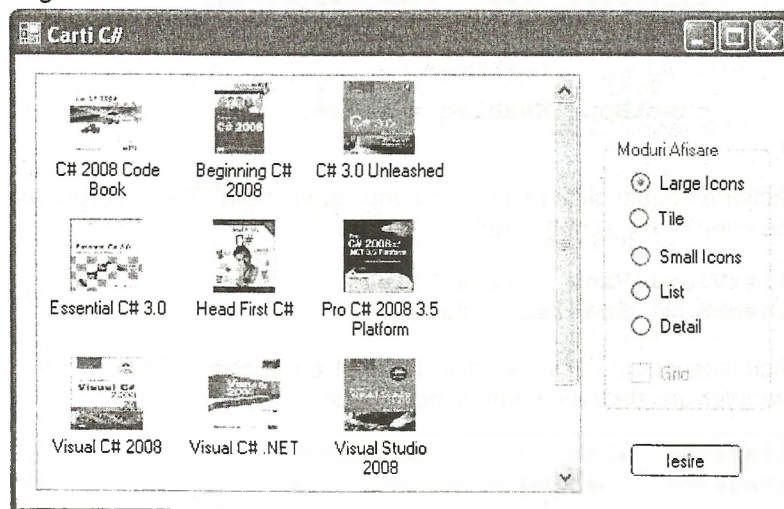 Carti C#
C# 2008 Code
Book
Beginning C#
2008
C# 3.0 Unleashed
Essential C# 3.0
Head First C#
Pro C# 2008 3.5
Platform
Visual C# 2008
Visual C# .NET
Visual Studio
2008
Moduri Afisare
Large Icons
Tile
Small Icons
List
Detail
Grid
Iesire